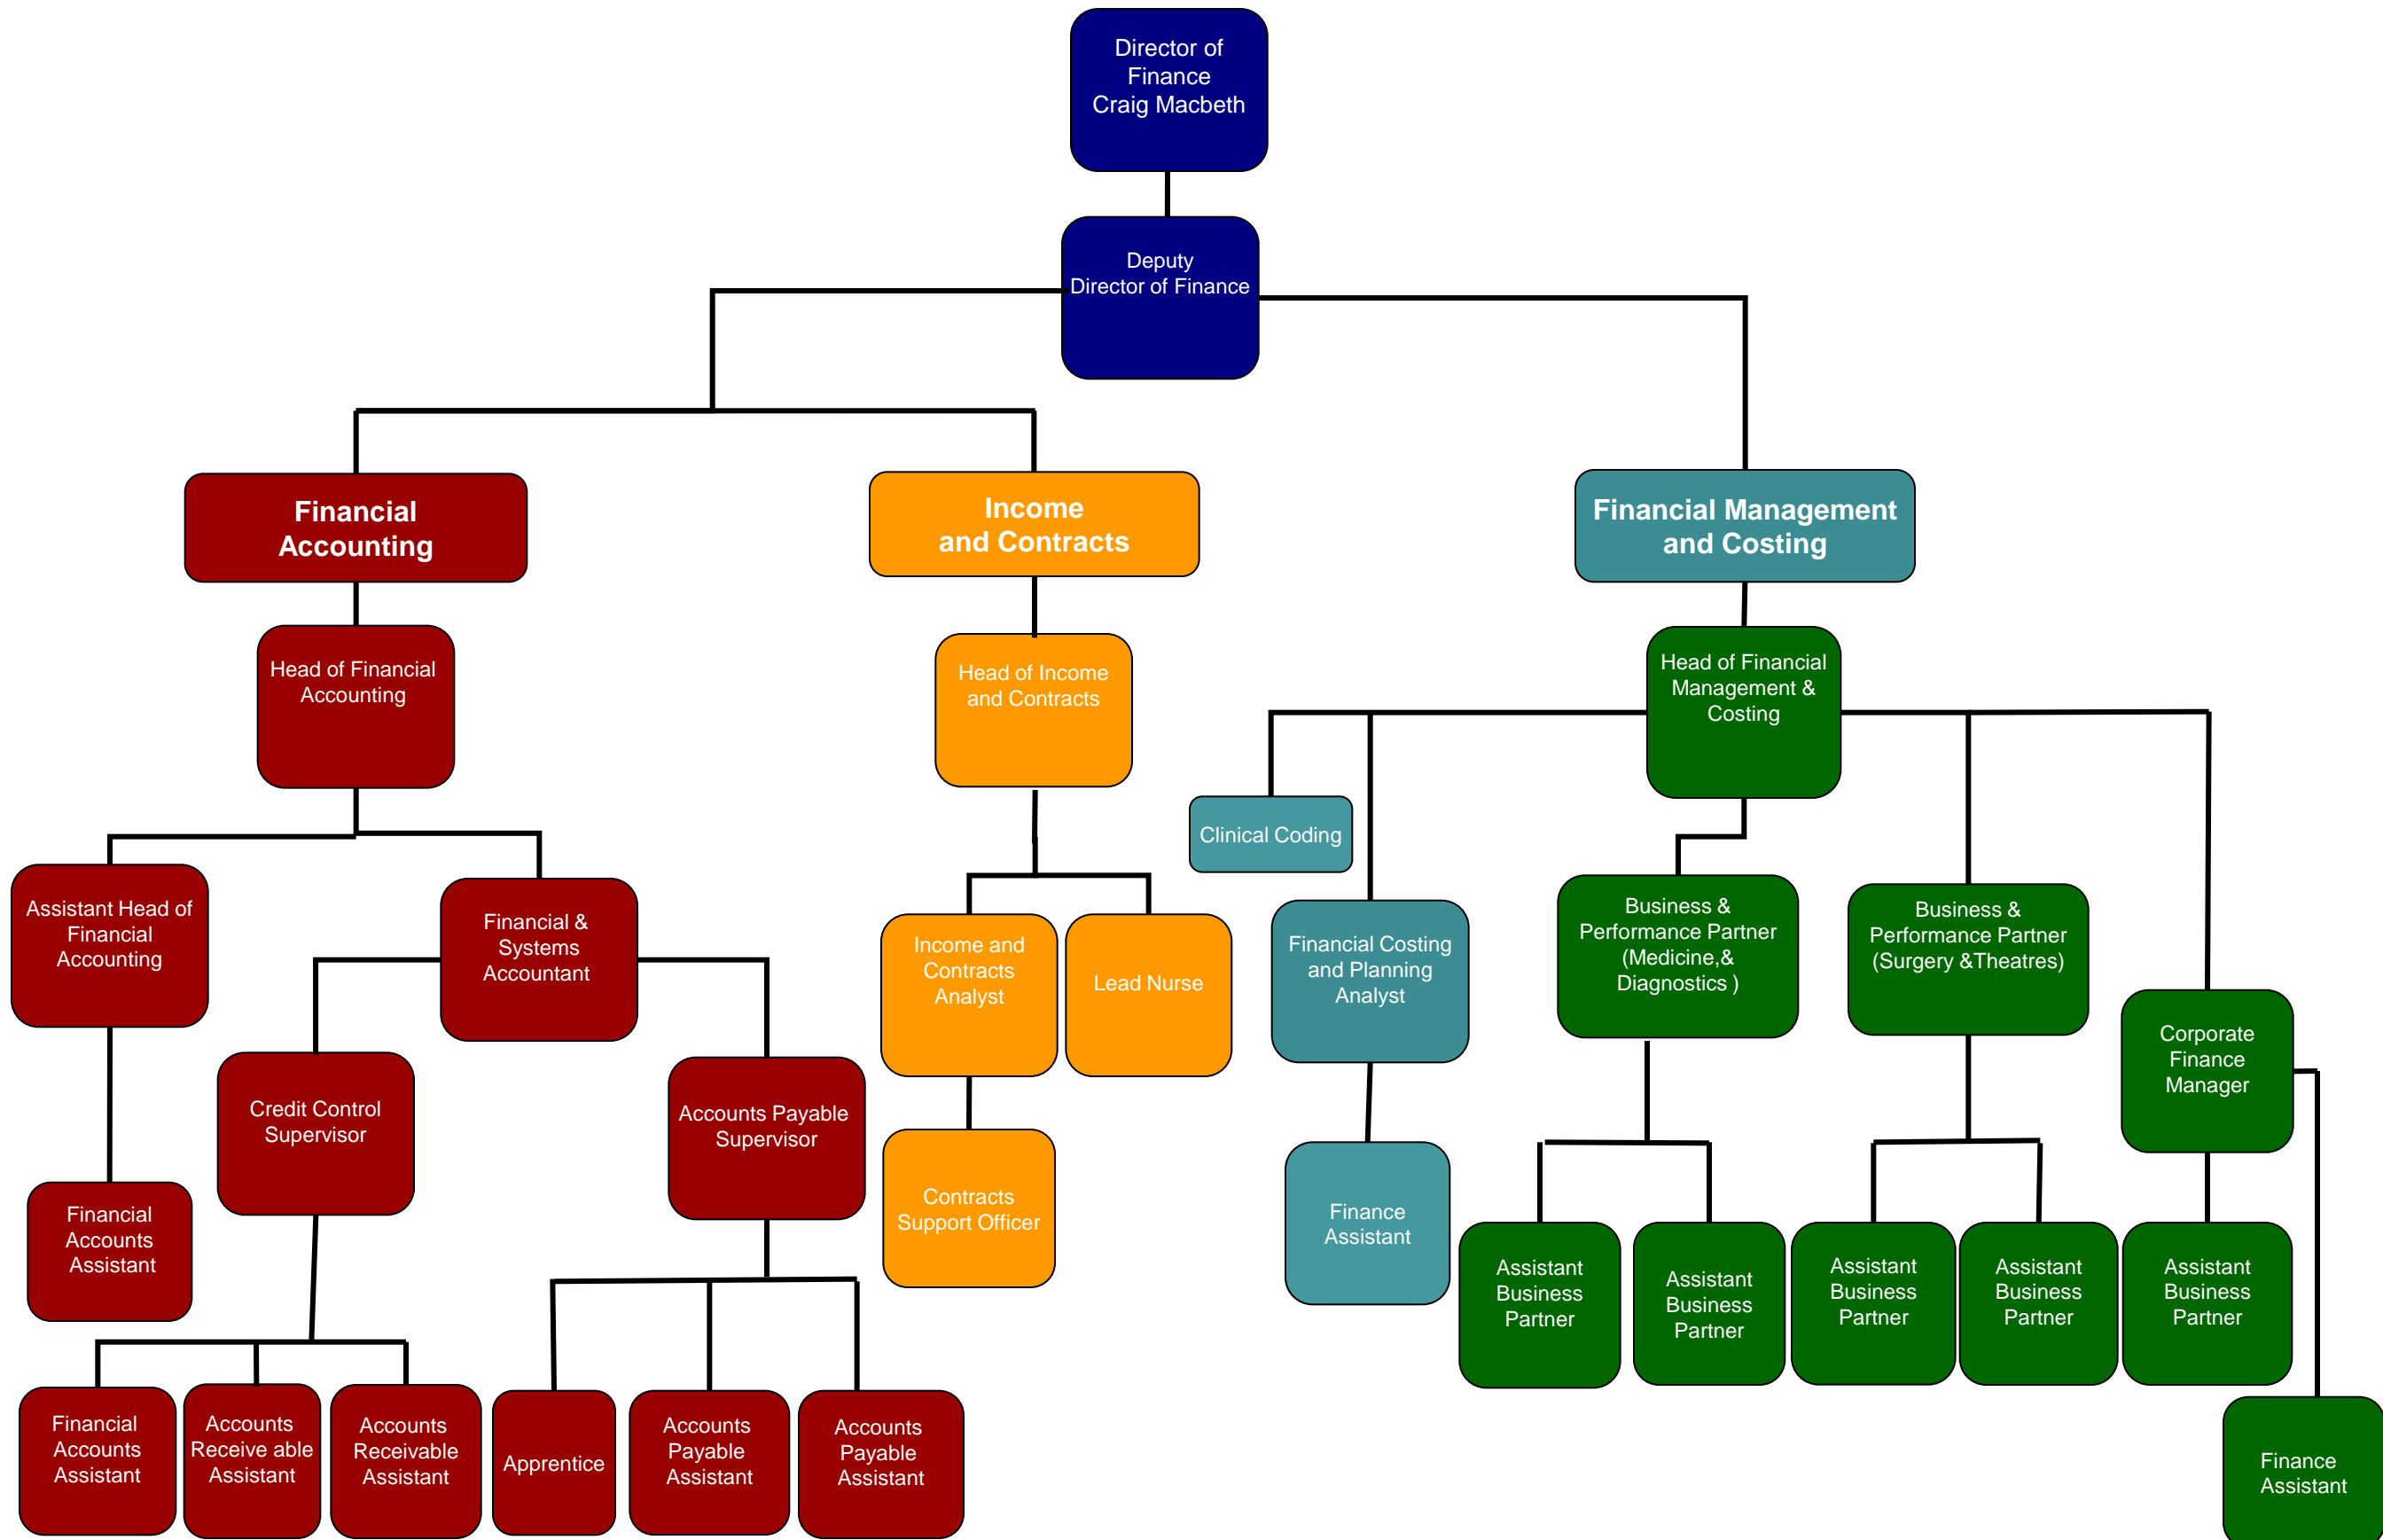 Director of
Finance
Craig Macbeth
Deputy
Director of Finance
Financial
Accounting
Income
and Contracts
Financial Management
and Costing
Head of Financial
Accounting
Head of Income
and Contracts
Head of Financial
Management &
Costing
Clinical Coding
Assistant Head of
Financial
Accounting
Financial &
Systems
Accountant
Income and
Contracts
Analyst
Lead Nurse
Financial Costing
and Planning
Analyst
Business &
Performance Partner
(Medicine,&
Diagnostics )
Business &
Performance Partner
(Surgery &Theatres)
Corporate
Finance
Manager
Credit Control
Supervisor
Accounts Payable
Supervisor
Contracts
Support Officer
Finance
Assistant
Financial
Accounts
Assistant
Assistant
Business
Partner
Assistant
Business
Partner
Assistant
Business
Partner
Assistant
Business
Partner
Assistant
Business
Partner
Financial
Accounts
Assistant
Accounts
Receive able
Assistant
Accounts
Receivable
Assistant
Apprentice
Accounts
Payable
Assistant
Accounts
Payable
Assistant
Finance
Assistant